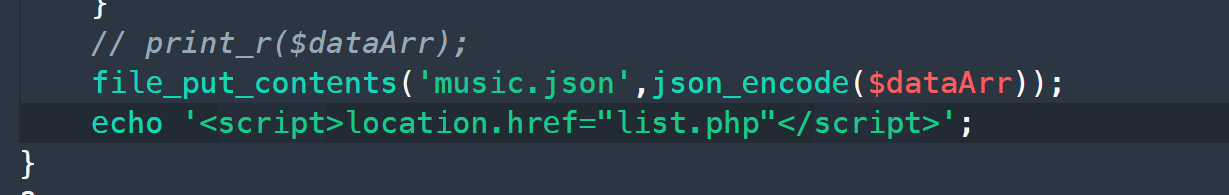 }
// print_r($dataArr);
file_put_contents('music.json',json_encode($dataArr));
echo '<script>location.href="list.php"</script>';
}